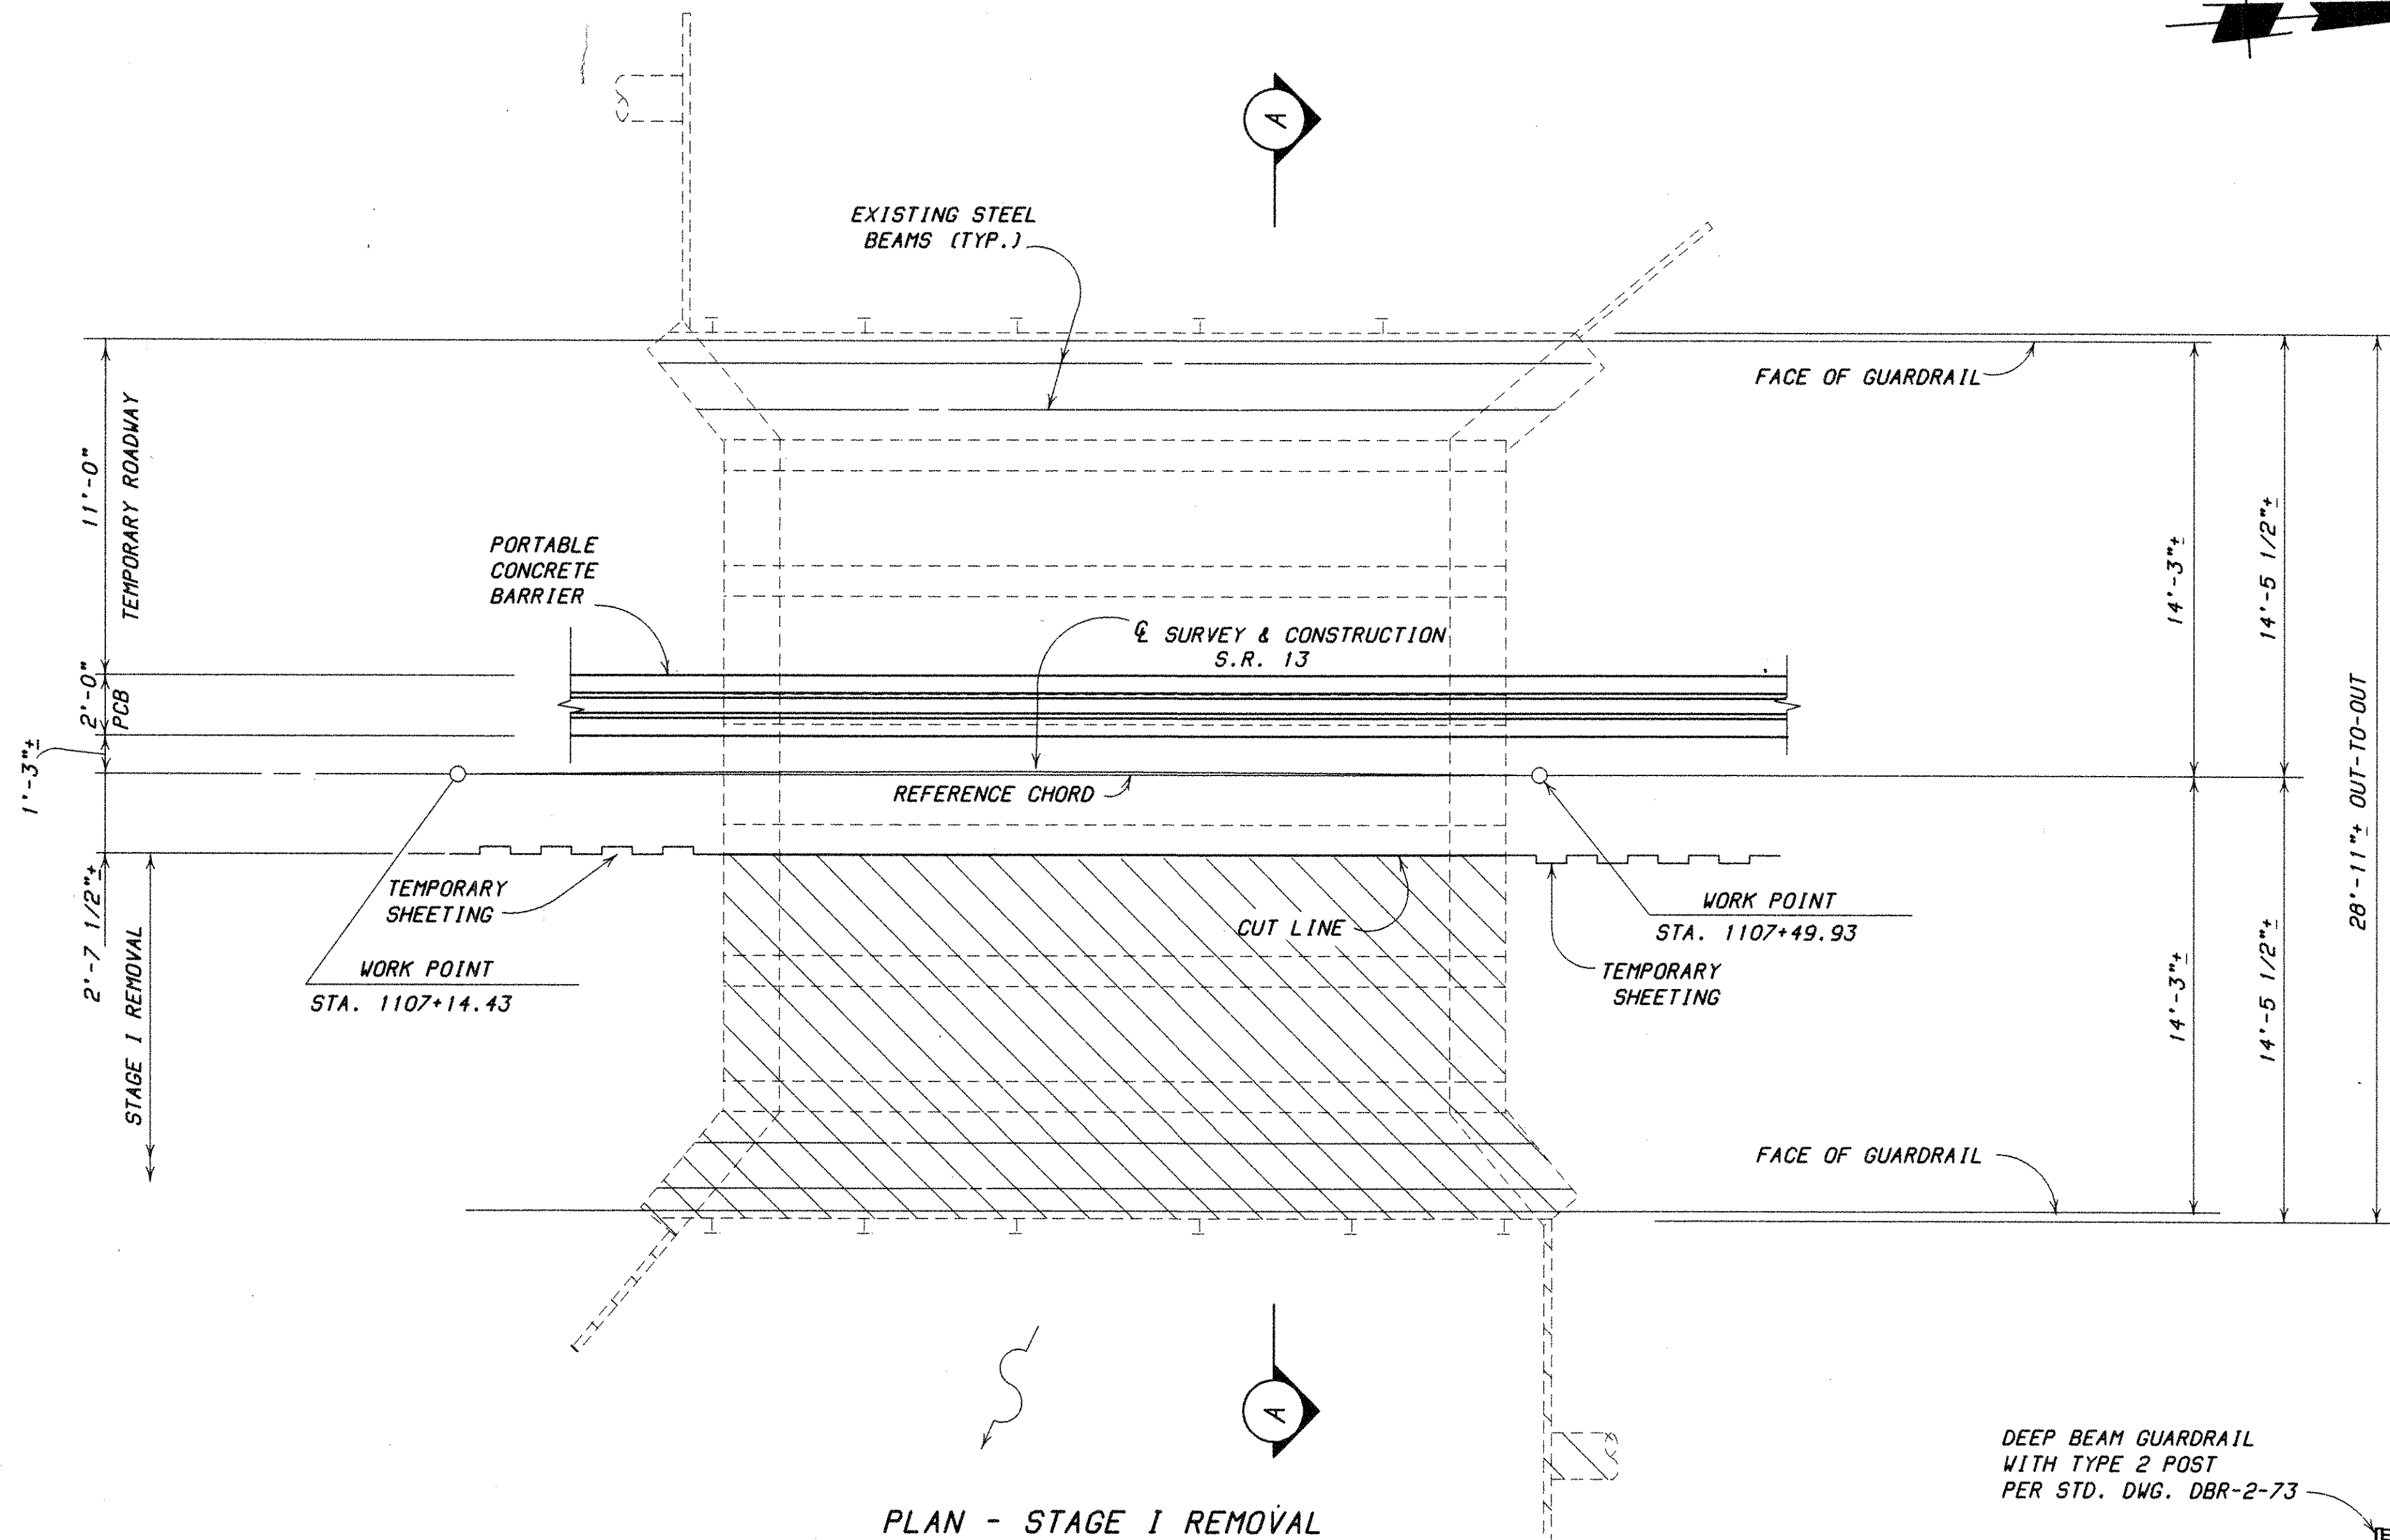 A
EXISTING STEEL
BEAMS (TYP.)
FACE OF GUARDRAIL
11'-0"
TEMPORARY ROADWAY
PORTABLE
CONCRETE
BARRIER
℄ SURVEY & CONSTRUCTION
S.R. 13
14'-3"±
14'-5 1/2"±
28'-11"± OUT-TO-OUT
2'-0"
PCB
1'-3"±
REFERENCE CHORD
2'-7 1/2"±
STAGE I REMOVAL
TEMPORARY
SHEETING
CUT LINE
WORK POINT
STA. 1107+49.93
WORK POINT
STA. 1107+14.43
TEMPORARY
SHEETING
14'-3"±
14'-5 1/2"±
FACE OF GUARDRAIL
A
DEEP BEAM GUARDRAIL
WITH TYPE 2 POST
PER STD. DWG. DBR-2-73
PLAN - STAGE I REMOVAL